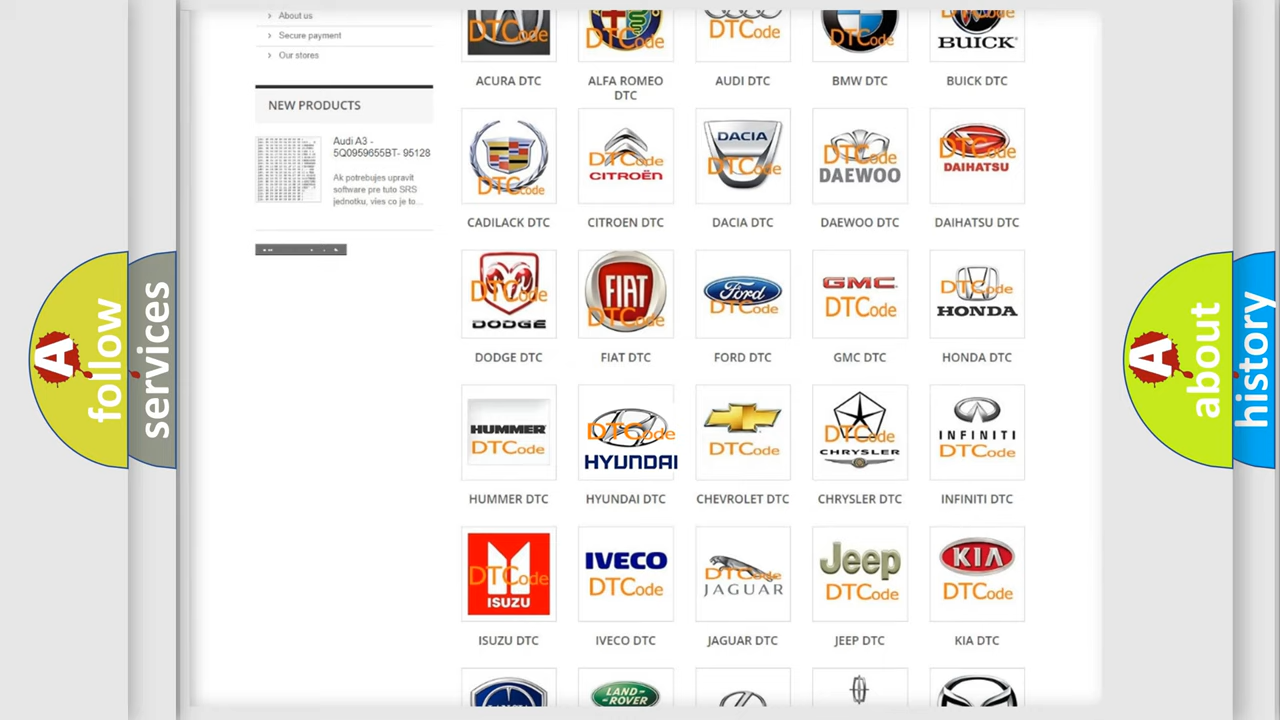 About us
Secure payment
Our stores
NEW PRODUCTS
Audi A3 -
5Q0959655BT- 95128
Ak potrebujes upravit
software pre tuto SRS
jednotku, vies co je to...
DTCode
DTCode
DTCode
DTCode
BUICK
ACURA DTC
ALFA ROMEO
DTC
AUDI DTC
BMW DTC
BUICK DTC
DTCode
DTCode
CITROËN
DACIA
DTCode
DTCode
DAEWOO
DTCode
DAIHATSU
CADILACK DTC
CITROEN DTC
DACIA DTC
DAEWOO DTC
DAIHATSU DTC
DTCode
DODGE
FIAT
DTCode
Ford
DTCode
GMC
DTCode
DTCode
HONDA
DODGE DTC
FIAT DTC
FORD DTC
GMC DTC
HONDA DTC
HUMMER
DTCode
DTCode
HYUNDAI
DTCode
DTCode
CHRYSLER
INFINITI
DTCode
HUMMER DTC
HYUNDAI DTC
CHEVROLET DTC
CHRYSLER DTC
INFINITI DTC
DTCode
ISUZU
IVECO
DTCode
DTCode
JAGUAR
Jeep
DTCode
KIA
DTCode
ISUZU DTC
IVECO DTC
JAGUAR DTC
JEEP DTC
KIA DTC
LAND-
ROVER
A
follow
services
A
about
history